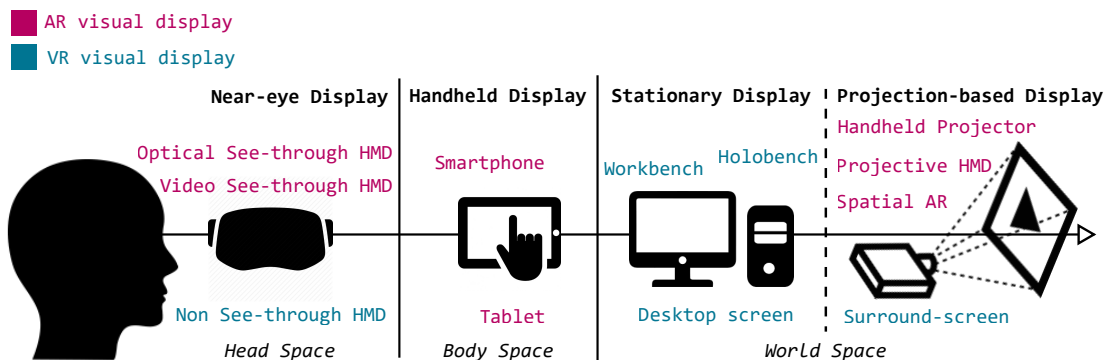 AR visual display
VR visual display
Near-eye Display
Handheld Display
Stationary Display
Projection-based Display
Optical See-through HMD
Video See-through HMD
Smartphone
Workbench
Holobench
Handheld Projector
Projective HMD
Spatial AR
Non See-through HMD
Tablet
Desktop screen
Surround-screen
Head Space
Body Space
World Space